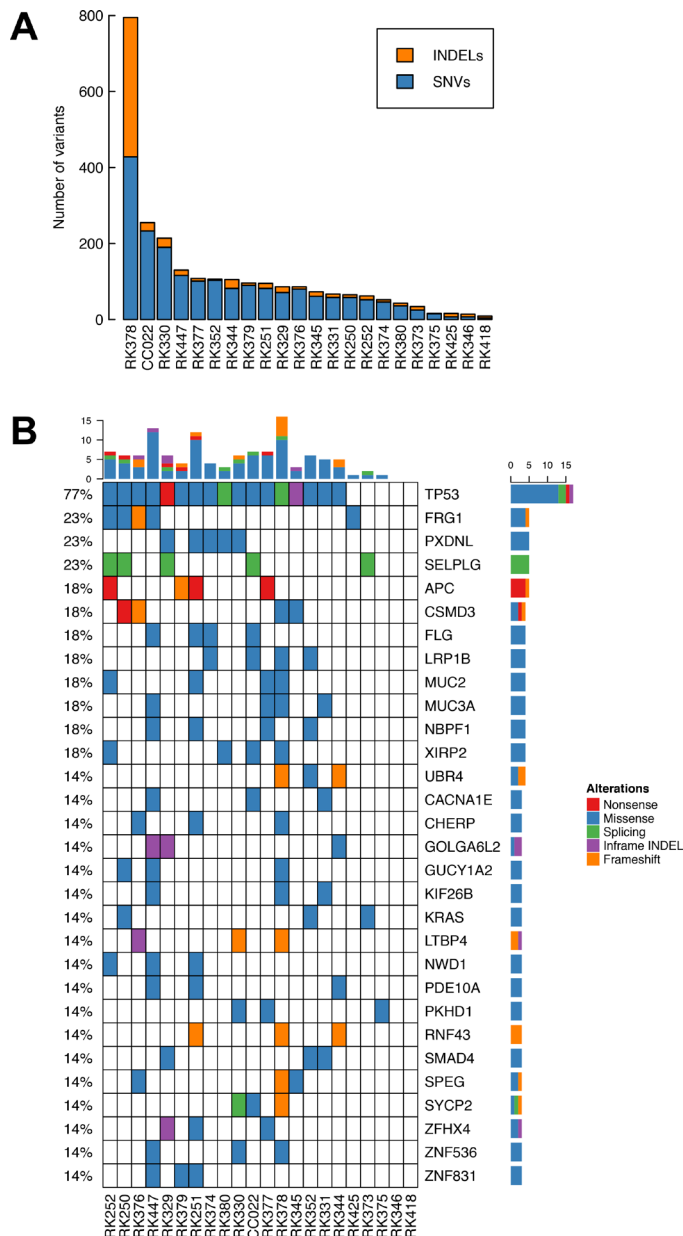 A
800
600
400
200
0
Number of variants
INDELs
SNVs
RK378 CC022 RK330 RK447 RK377 RK352 RK344 RK379 RK251 RK329 RK376 RK345 RK331 RK250 RK252 RK374 RK380 RK373 RK375 RK425 RK346 RK418
B
15
10
5
0
0 5 10 15
77% TP53
23% FRG1
23% PXDNL
23% SELPLG
18% APC
18% CSMD3
18% FLG
18% LRP1B
18% MUC2
18% MUC3A
18% NBPF1
18% XIRP2
14% UBR4
14% CACNA1E
14% CHERP
14% GOLGA6L2
14% GUCY1A2
14% KIF26B
14% KRAS
14% LTBP4
14% NWD1
14% PDE10A
14% PKHD1
14% RNF43
14% SMAD4
14% SPEG
14% SYCP2
14% ZFHX4
14% ZNF536
14% ZNF831
Alterations
Nonsense
Missense
Splicing
Inframe INDEL
Frameshift
RK252 RK250 RK376 RK447 RK329 RK379 RK251 RK374 RK380 RK330 CC022 RK377 RK378 RK345 RK352 RK331 RK344 RK425 RK373 RK375 RK346 RK418